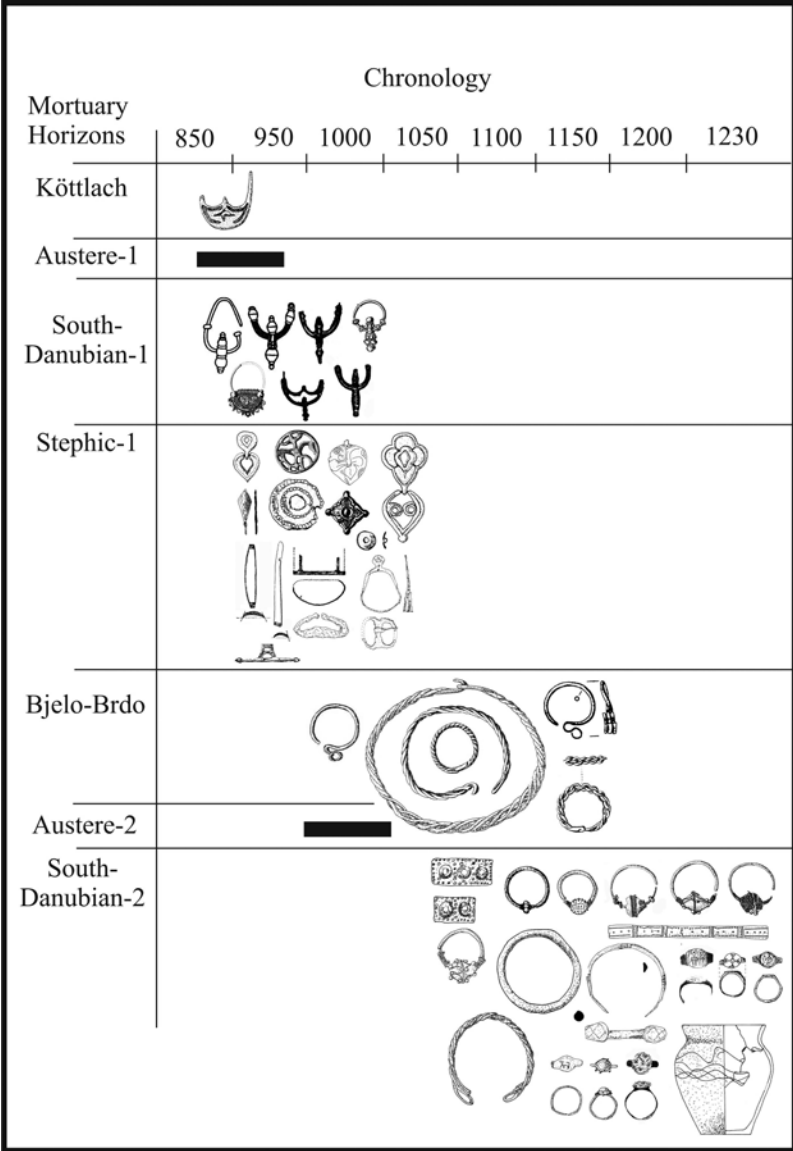 Chronology
Mortuary
Horizons
850 950 1000 1050 1100 1150 1200 1230
Köttlach
Austere-1
South-
Danubian-1
Stephic-1
Bjelo-Brdo
Austere-2
South-
Danubian-2